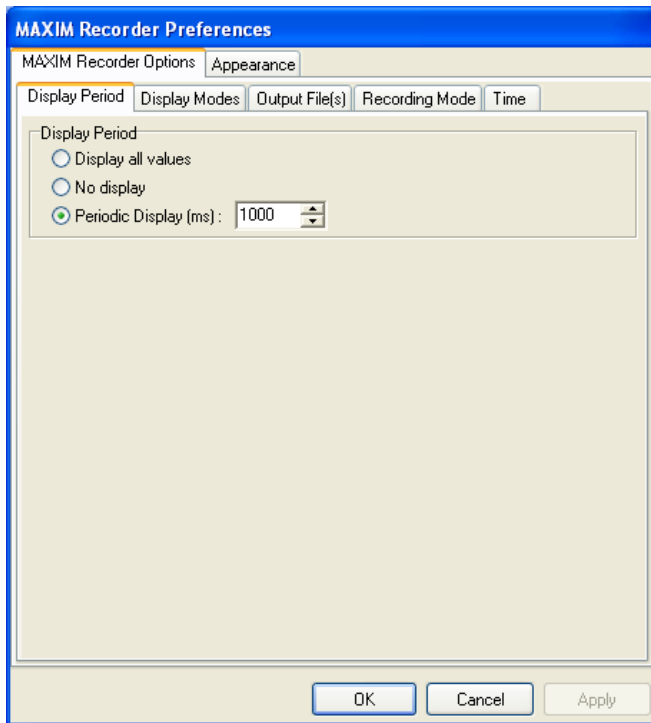 MAXIM Recorder Preferences
MAXIM Recorder Options Appearance
Display Period Display Modes Output File(s) Recording Mode Time
Display Period
Display all values
No display
Periodic Display (ms) : 1000
OK Cancel Apply